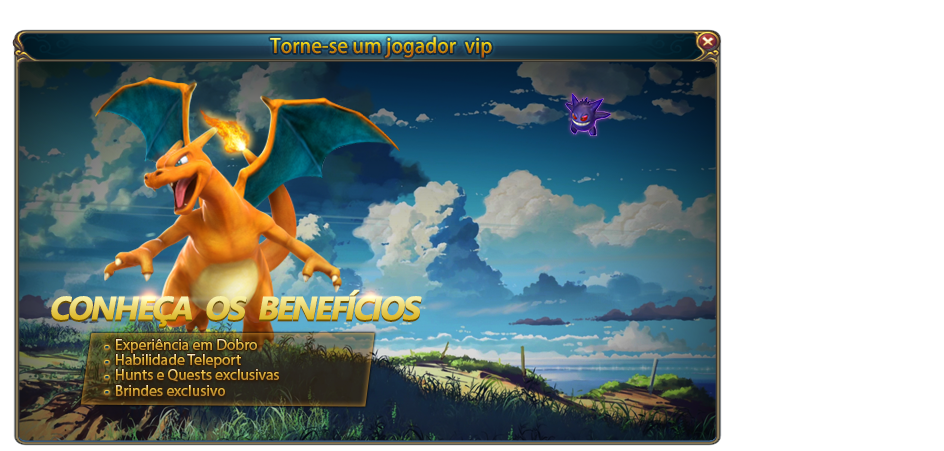 Torne-se um jogador vip
CONHEÇA OS BENEFÍCIOS
Experiência em Dobro
Habilidade Teleport
Hunts e Quests exclusivas
Brindes exclusivo